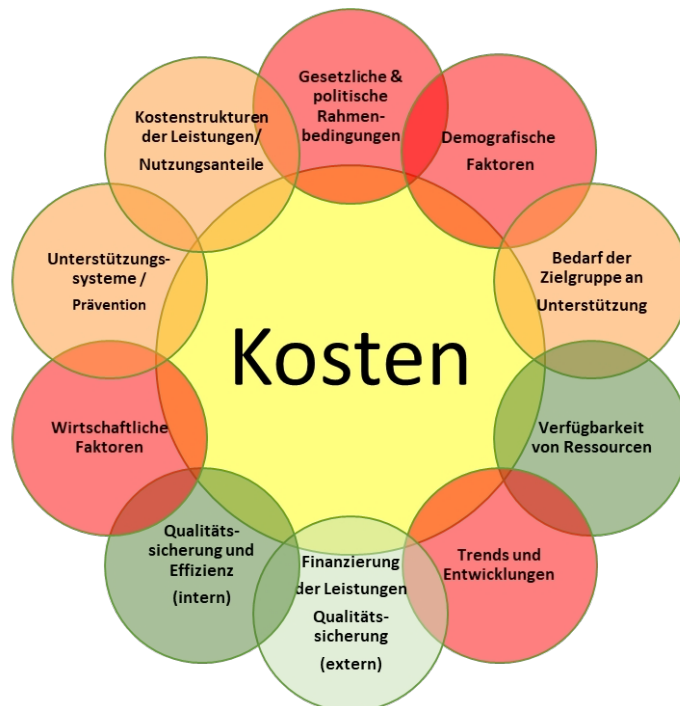 Gesetzliche &
politische
Rahmen-
bedingungen
Demografische
Faktoren
Bedarf der
Zielgruppe an
Unterstützung
Verfügbarkeit
von Ressourcen
Trends und
Entwicklungen
Finanzierung
der Leistungen
Qualitäts-
sicherung
(extern)
Qualitäts-
sicherung und
Effizienz
(intern)
Wirtschaftliche
Faktoren
Unterstützungs-
systeme /
Prävention
Kostenstrukturen
der Leistungen/
Nutzungsanteile
Kosten